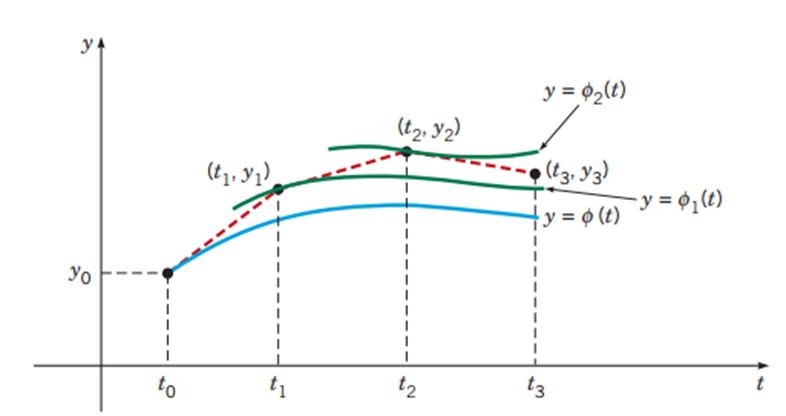 y
y = ϕ₂(t)
(t₂, y₂)
(t₁, y₁)
(t₃, y₃)
y = ϕ₁(t)
y = ϕ (t)
y₀
t₀
t₁
t₂
t₃
t